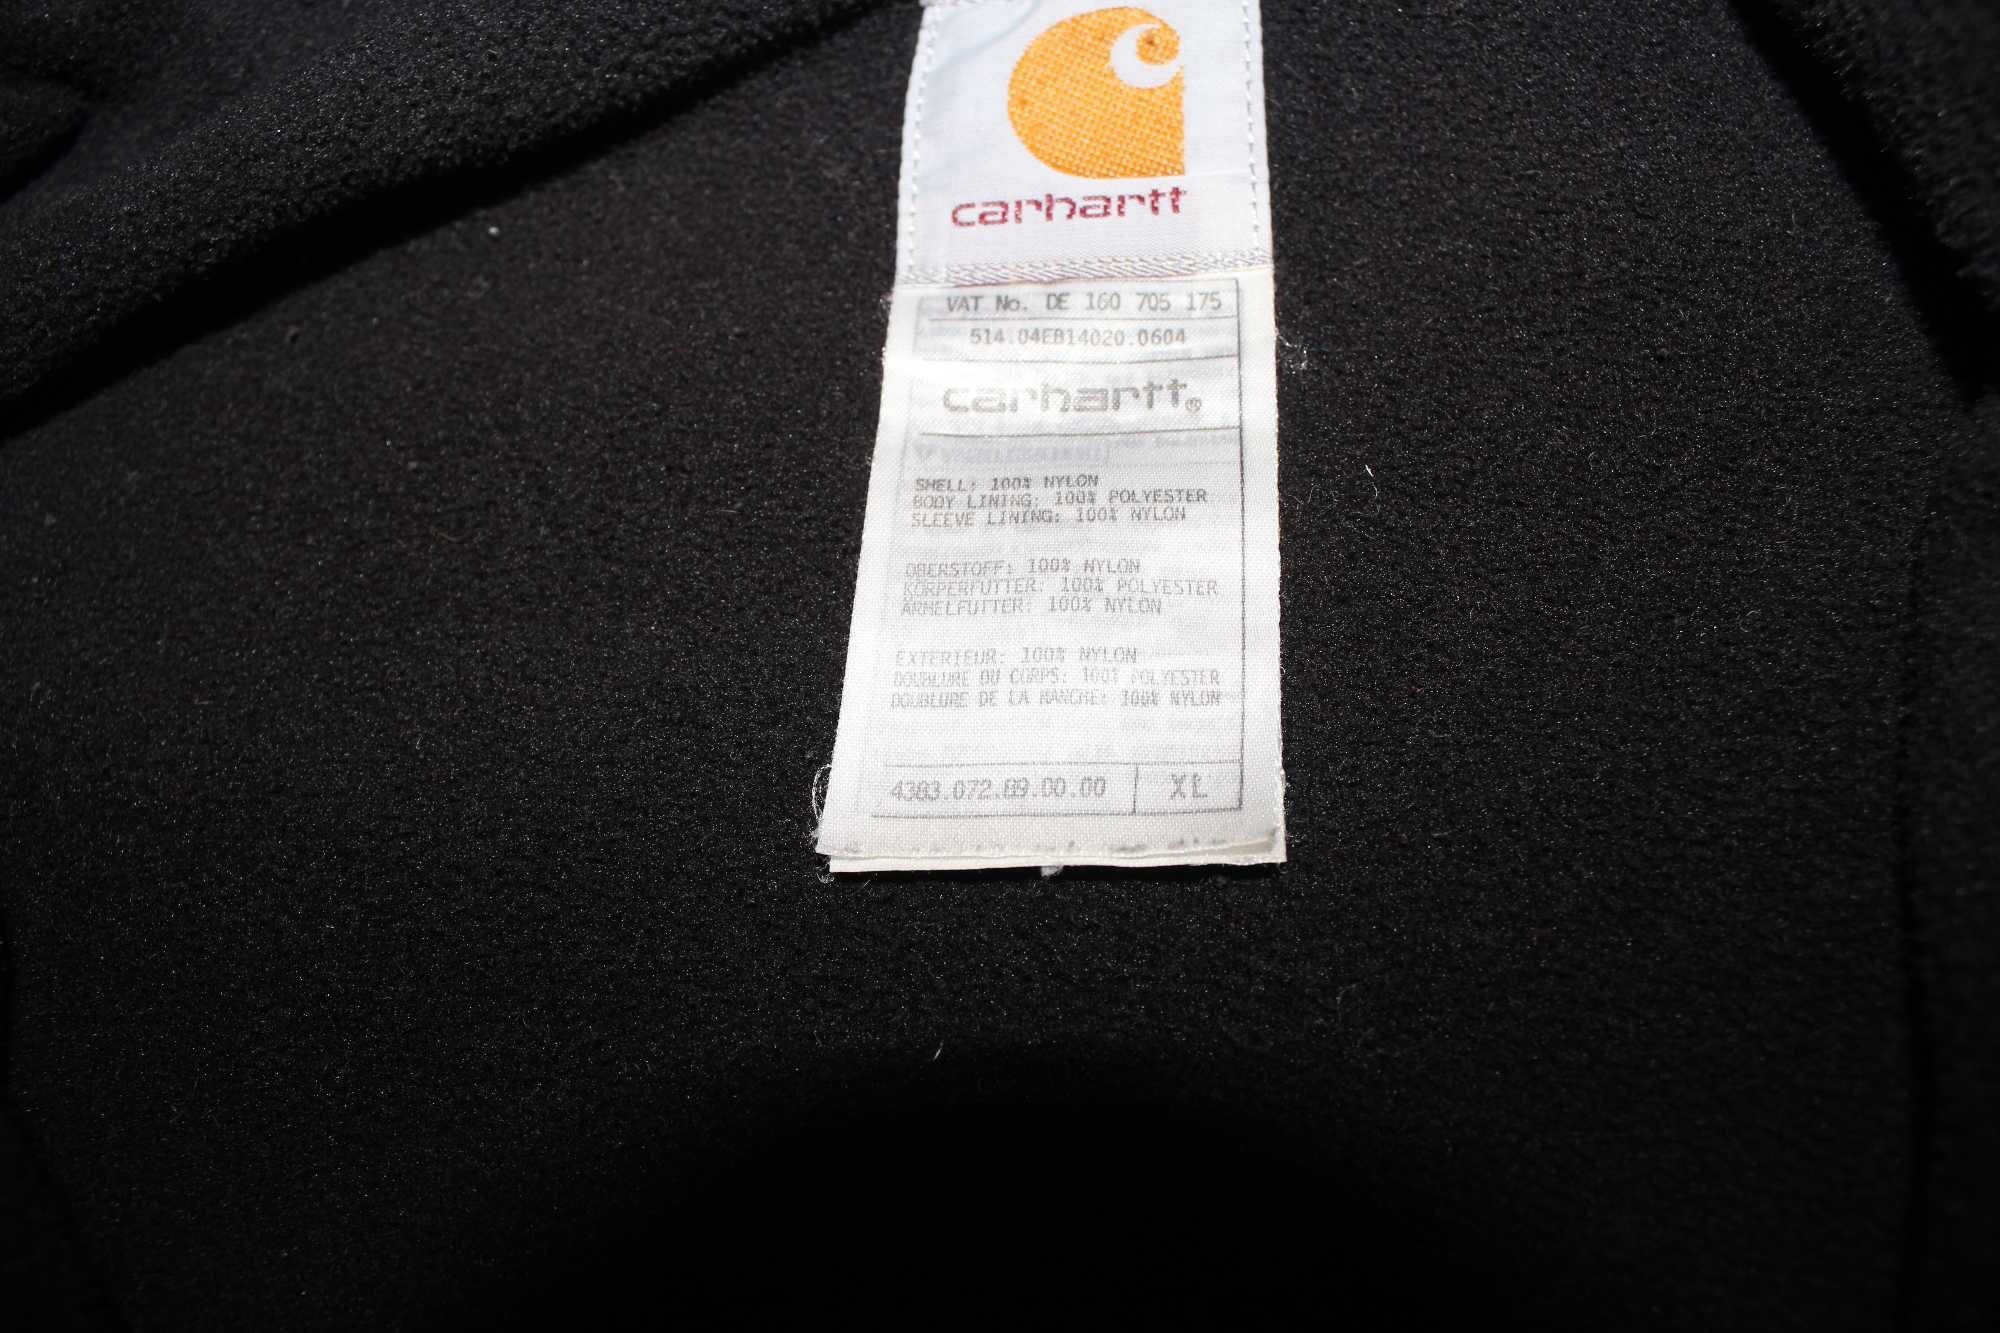 carhartt
VAT No. DE 160 705 175
514.04EB14020.0604
carhartt®
SHELL: 100% NYLON
BODY LINING: 100% POLYESTER
SLEEVE LINING: 100% NYLON
OBERSTOFF: 100% NYLON
KÖRPERFUTTER: 100% POLYESTER
ÄRMELFUTTER: 100% NYLON
EXTERIEUR: 100% NYLON
DOUBLURE DU CORPS: 100% POLYESTER
DOUBLURE DE LA MANCHE: 100% NYLON
4383.072.89.00.00 XL